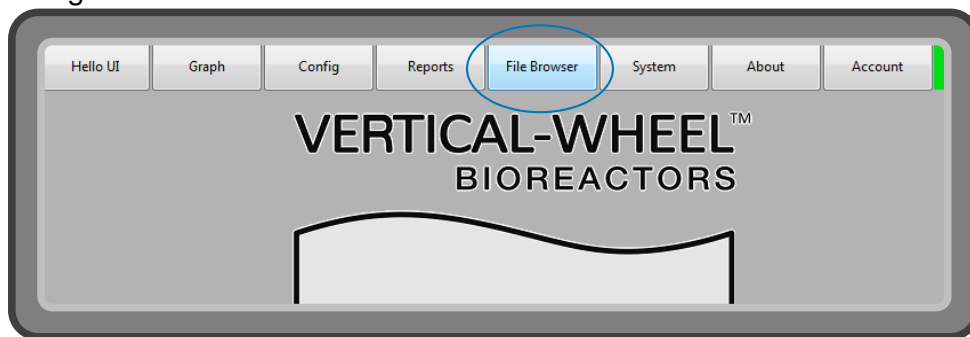 Hello UI Graph Config Reports File Browser System About Account
VERTICAL-WHEEL™
BIOREACTORS